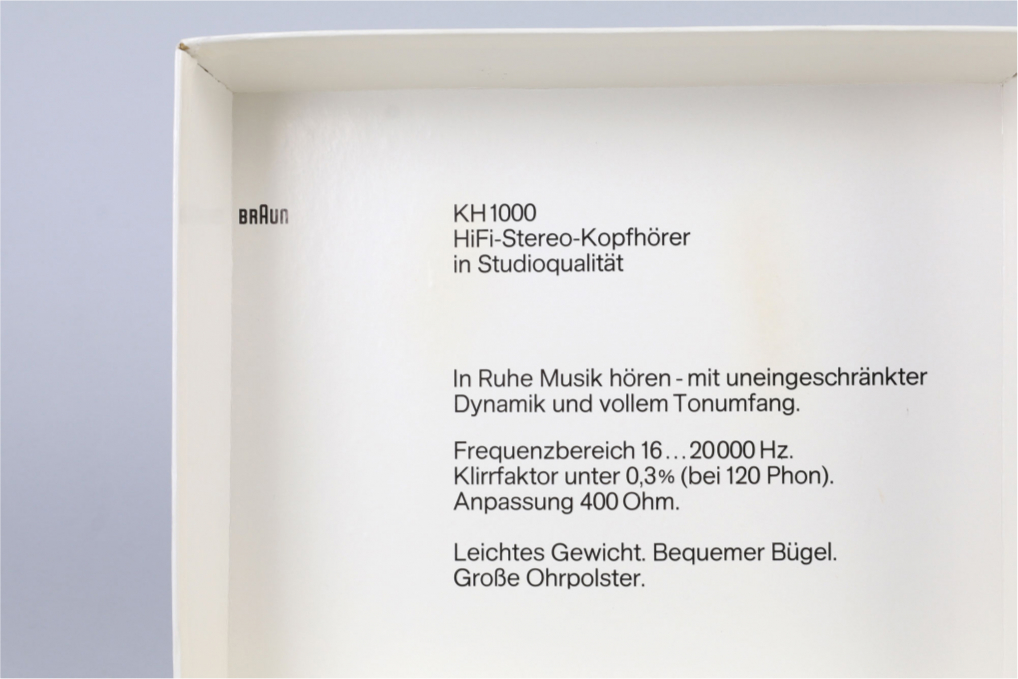 BRAUN
KH 1000
HiFi-Stereo-Kopfhörer
in Studioqualität
In Ruhe Musik hören - mit uneingeschränkter
Dynamik und vollem Tonumfang.
Frequenzbereich 16...20000 Hz.
Klirrfaktor unter 0,3% (bei 120 Phon).
Anpassung 400 Ohm.
Leichtes Gewicht. Bequemer Bügel.
Große Ohrpolster.